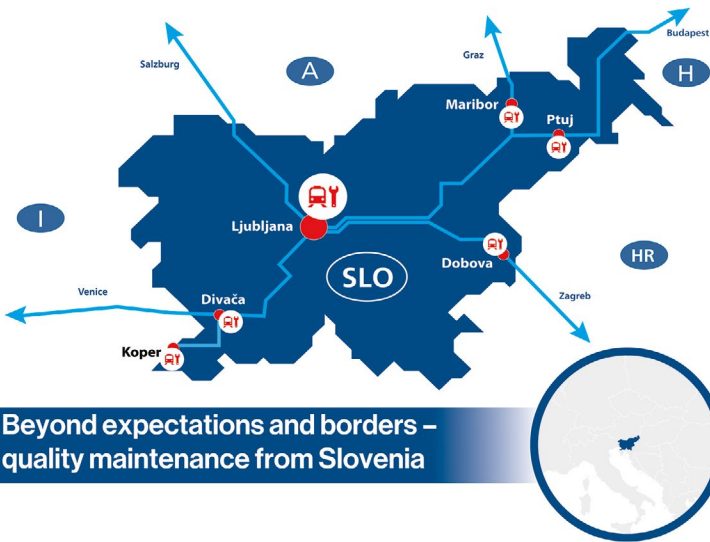 Budapest
Graz
Salzburg
A
H
Maribor
Ptuj
I
Ljubljana
HR
Dobova
SLO
Venice
Divača
Zagreb
Koper
Beyond expectations and borders –
quality maintenance from Slovenia